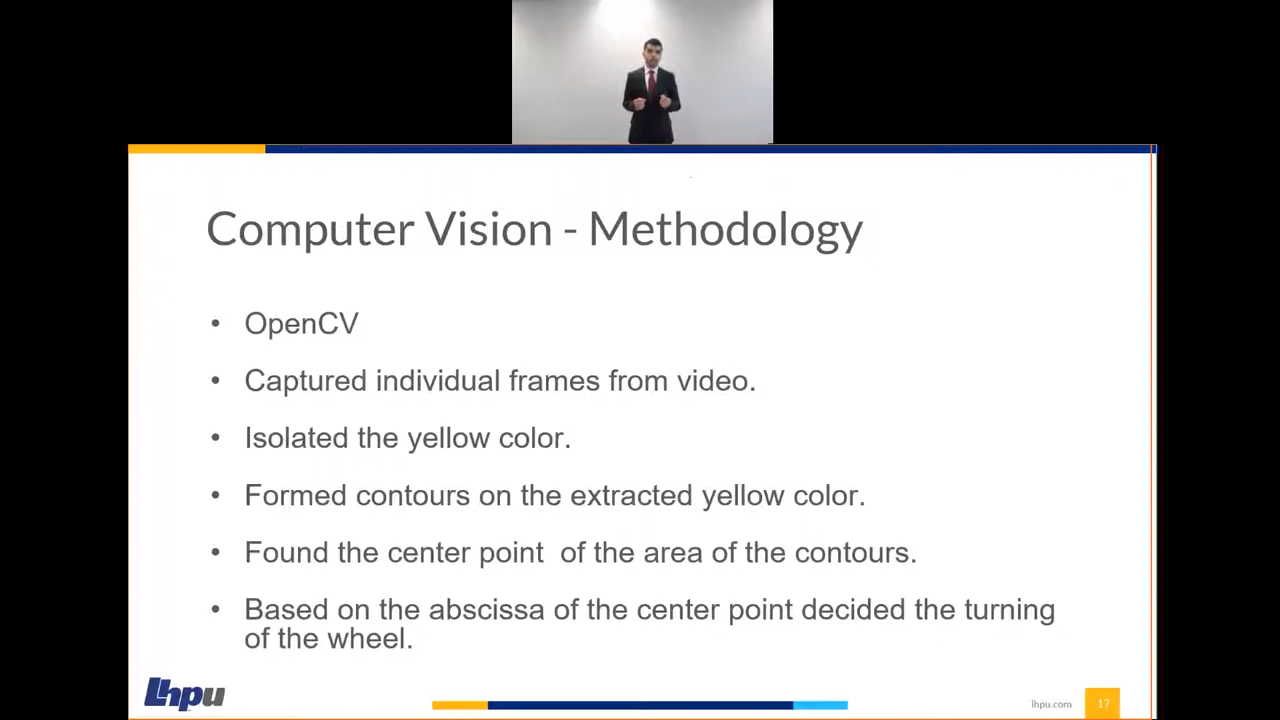 Computer Vision - Methodology
• OpenCV
• Captured individual frames from video.
• Isolated the yellow color.
• Formed contours on the extracted yellow color.
• Found the center point  of the area of the contours.
• Based on the abscissa of the center point decided the turning
of the wheel.
lhpu
lhpu.com
17